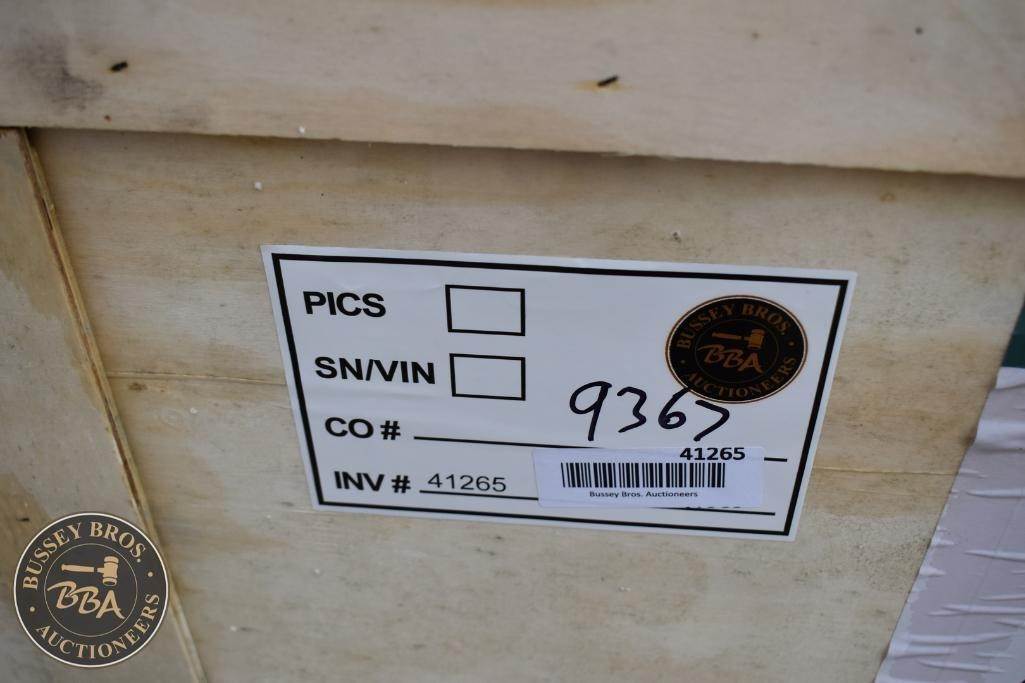 PICS
SN/VIN
CO # 9367
INV # 41265
41265
Bussey Bros. Auctioneers
BUSSEY BROS.
BBA
AUCTIONEERS
BUSSEY BROS.
BBA
AUCTIONEERS